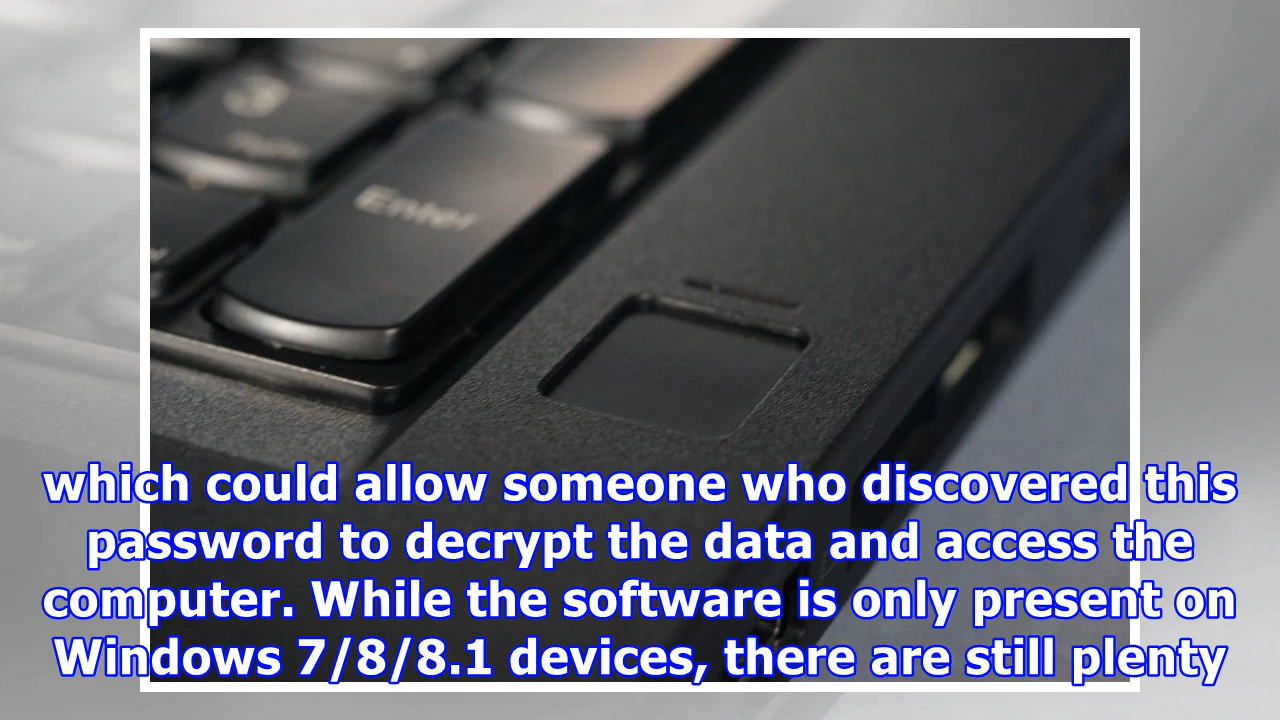 3
PgDn
Enter
which could allow someone who discovered this
password to decrypt the data and access the
computer. While the software is only present on
Windows 7/8/8.1 devices, there are still plenty